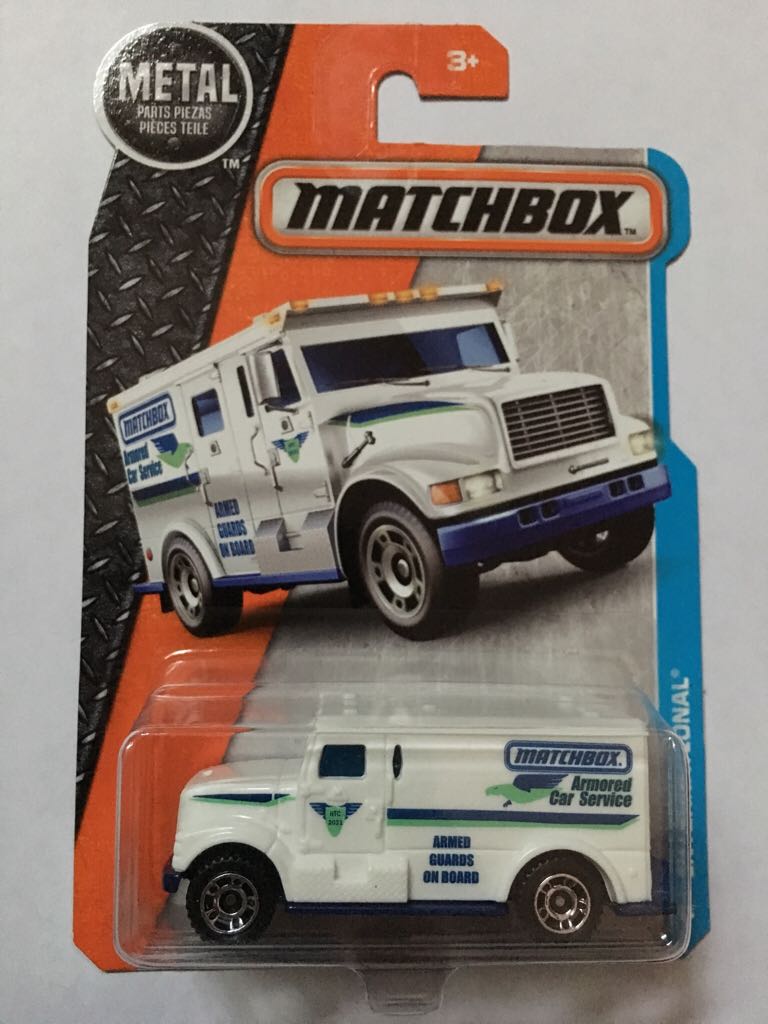 METAL
PARTS PIEZAS
PIÈCES TEILE
TM
3+
MATCHBOX TM
MATCHBOX
Armored
Car Service
ARMED
GUARDS
ON BOARD
MATCHBOX.
Armored
Car Service
ARMED
GUARDS
ON BOARD